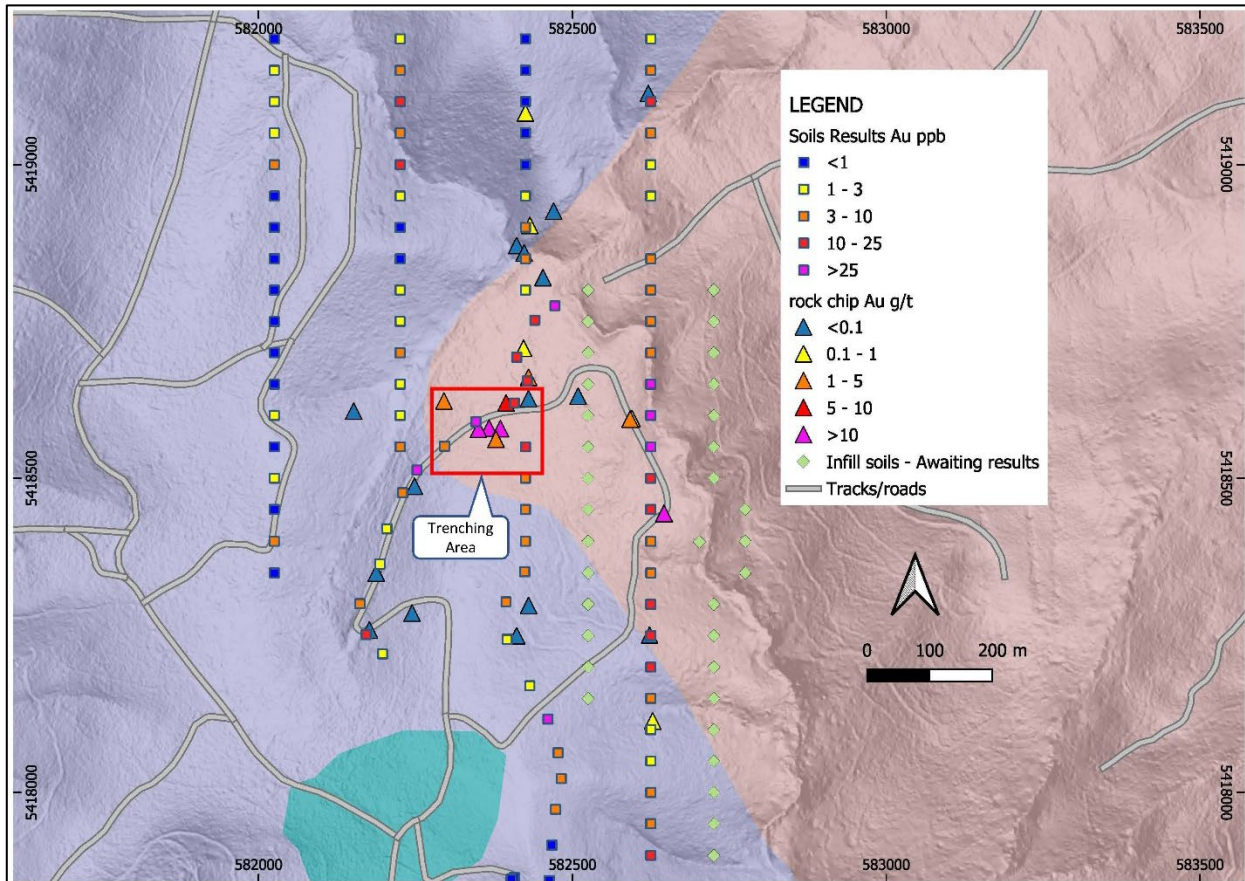 582000
582500
583000
583500
5419000
5419000
LEGEND
Soils Results Au ppb
<1
1 - 3
3 - 10
10 - 25
>25
rock chip Au g/t
<0.1
0.1 - 1
1 - 5
5 - 10
>10
Infill soils - Awaiting results
Tracks/roads
5418500
5418500
Trenching
Area
0
100
200 m
5418000
5418000
582000
582500
583000
583500